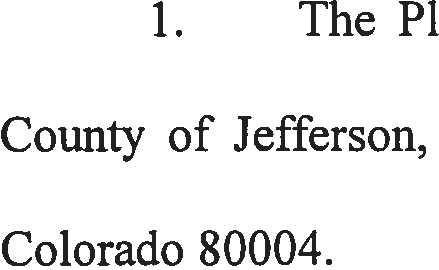 1. The Pl
County of Jefferson,
Colorado 80004.